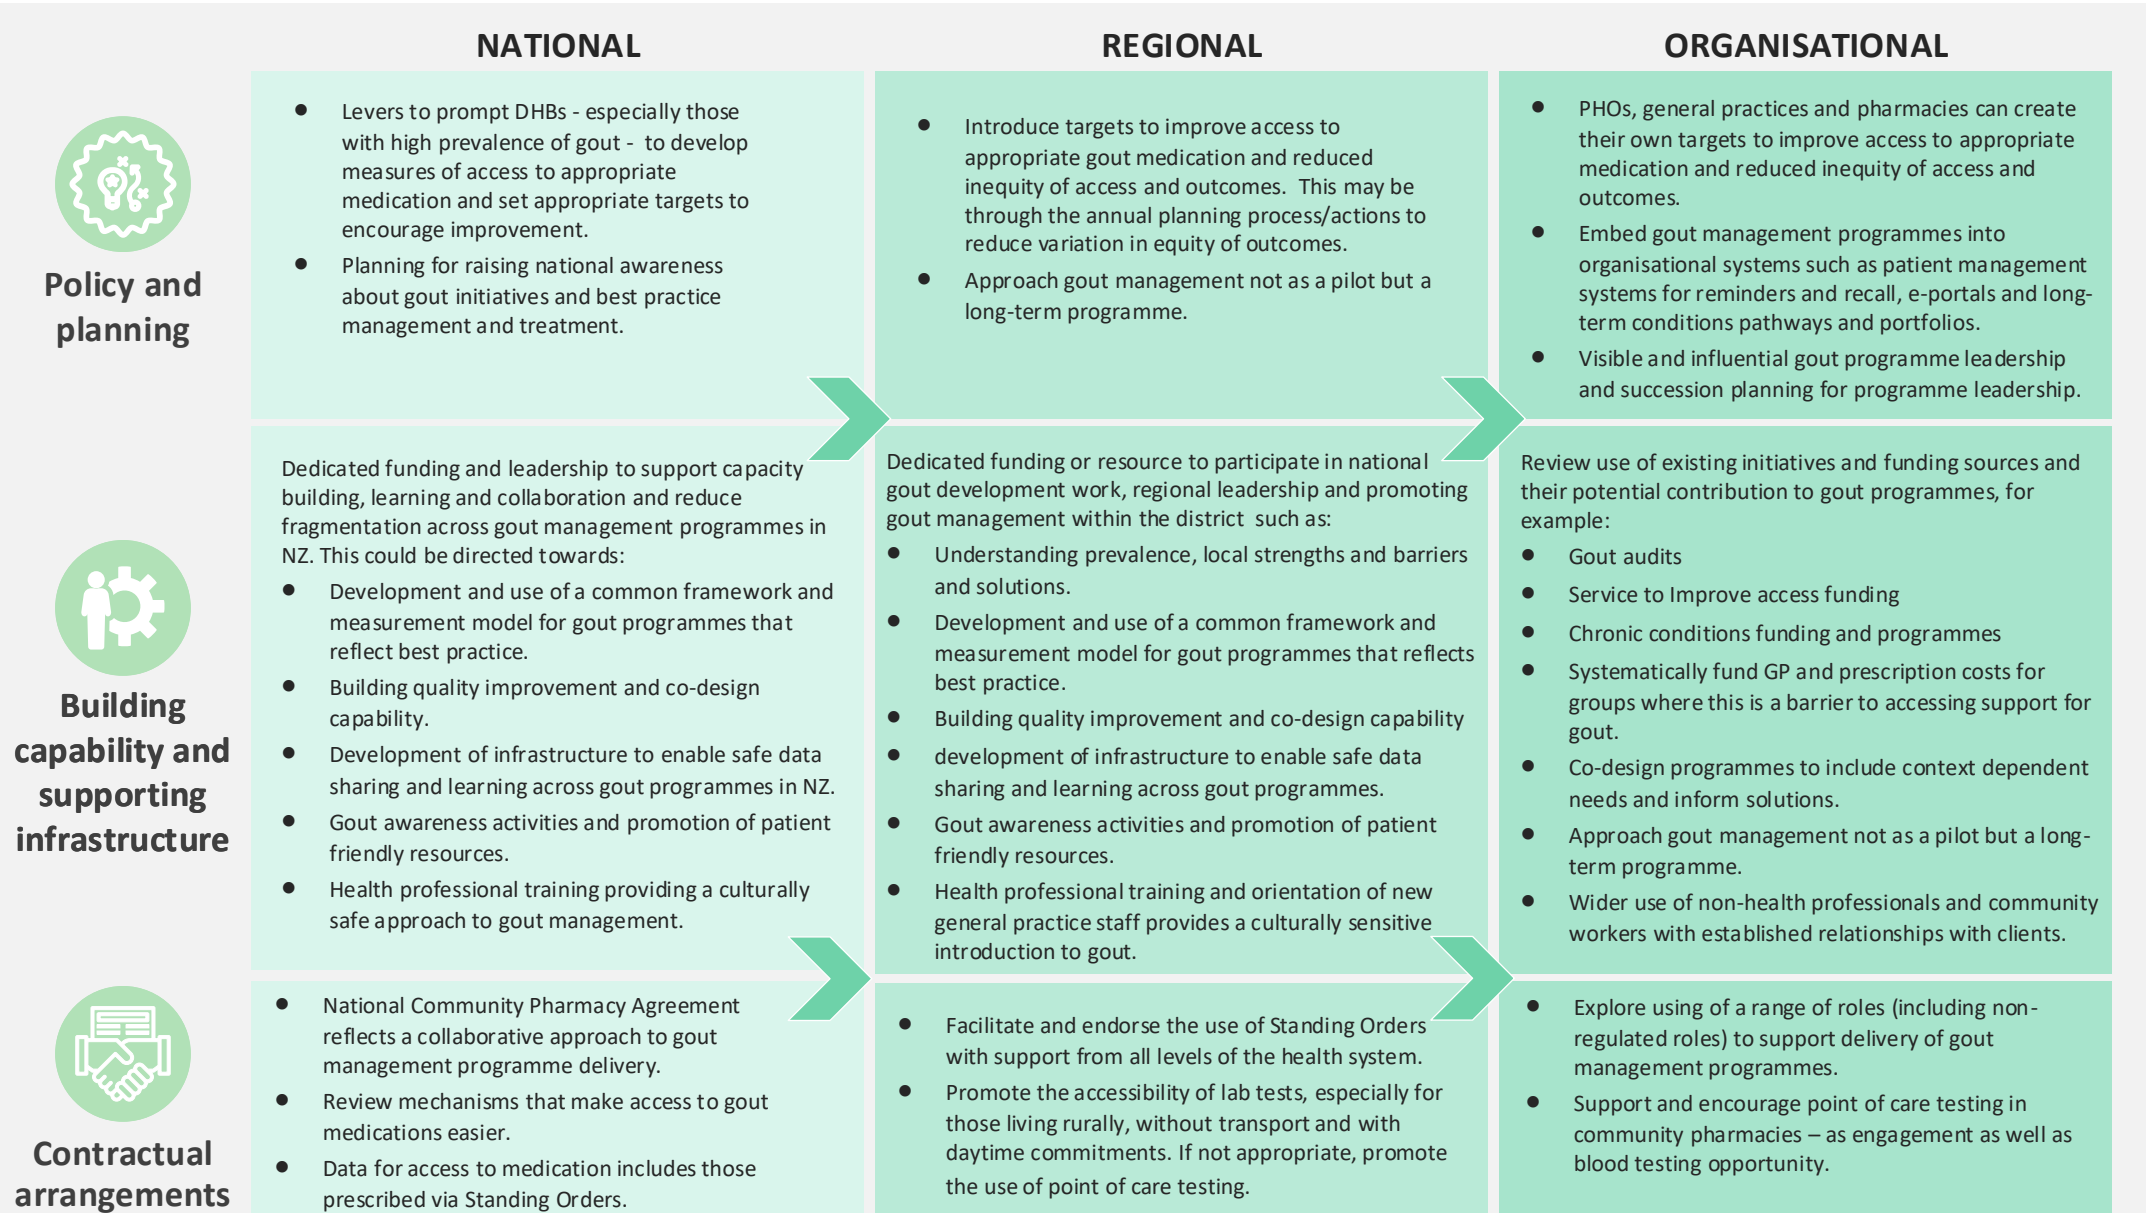 NATIONAL
REGIONAL
ORGANISATIONAL
Policy and
planning
● Levers to prompt DHBs - especially those
with high prevalence of gout - to develop
measures of access to appropriate
medication and set appropriate targets to
encourage improvement.
● Planning for raising national awareness
about gout initiatives and best practice
management and treatment.
● Introduce targets to improve access to
appropriate gout medication and reduced
inequity of access and outcomes. This may be
through the annual planning process/actions to
reduce variation in equity of outcomes.
● Approach gout management not as a pilot but a
long-term programme.
● PHOs, general practices and pharmacies can create
their own targets to improve access to appropriate
medication and reduced inequity of access and
outcomes.
● Embed gout management programmes into
organisational systems such as patient management
systems for reminders and recall, e-portals and long-
term conditions pathways and portfolios.
● Visible and influential gout programme leadership
and succession planning for programme leadership.
Building
capability and
supporting
infrastructure
Dedicated funding and leadership to support capacity
building, learning and collaboration and reduce
fragmentation across gout management programmes in
NZ. This could be directed towards:
● Development and use of a common framework and
measurement model for gout programmes that
reflect best practice.
● Building quality improvement and co-design
capability.
● Development of infrastructure to enable safe data
sharing and learning across gout programmes in NZ.
● Gout awareness activities and promotion of patient
friendly resources.
● Health professional training providing a culturally
safe approach to gout management.
Dedicated funding or resource to participate in national
gout development work, regional leadership and promoting
gout management within the district such as:
● Understanding prevalence, local strengths and barriers
and solutions.
● Development and use of a common framework and
measurement model for gout programmes that reflects
best practice.
● Building quality improvement and co-design capability
● development of infrastructure to enable safe data
sharing and learning across gout programmes.
● Gout awareness activities and promotion of patient
friendly resources.
● Health professional training and orientation of new
general practice staff provides a culturally sensitive
introduction to gout.
Review use of existing initiatives and funding sources and
their potential contribution to gout programmes, for
example:
● Gout audits
● Service to Improve access funding
● Chronic conditions funding and programmes
● Systematically fund GP and prescription costs for
groups where this is a barrier to accessing support for
gout.
● Co-design programmes to include context dependent
needs and inform solutions.
● Approach gout management not as a pilot but a long-
term programme.
● Wider use of non-health professionals and community
workers with established relationships with clients.
Contractual
arrangements
● National Community Pharmacy Agreement
reflects a collaborative approach to gout
management programme delivery.
● Review mechanisms that make access to gout
medications easier.
● Data for access to medication includes those
prescribed via Standing Orders.
● Facilitate and endorse the use of Standing Orders
with support from all levels of the health system.
● Promote the accessibility of lab tests, especially for
those living rurally, without transport and with
daytime commitments. If not appropriate, promote
the use of point of care testing.
● Explore using of a range of roles (including non-
regulated roles) to support delivery of gout
management programmes.
● Support and encourage point of care testing in
community pharmacies – as engagement as well as
blood testing opportunity.